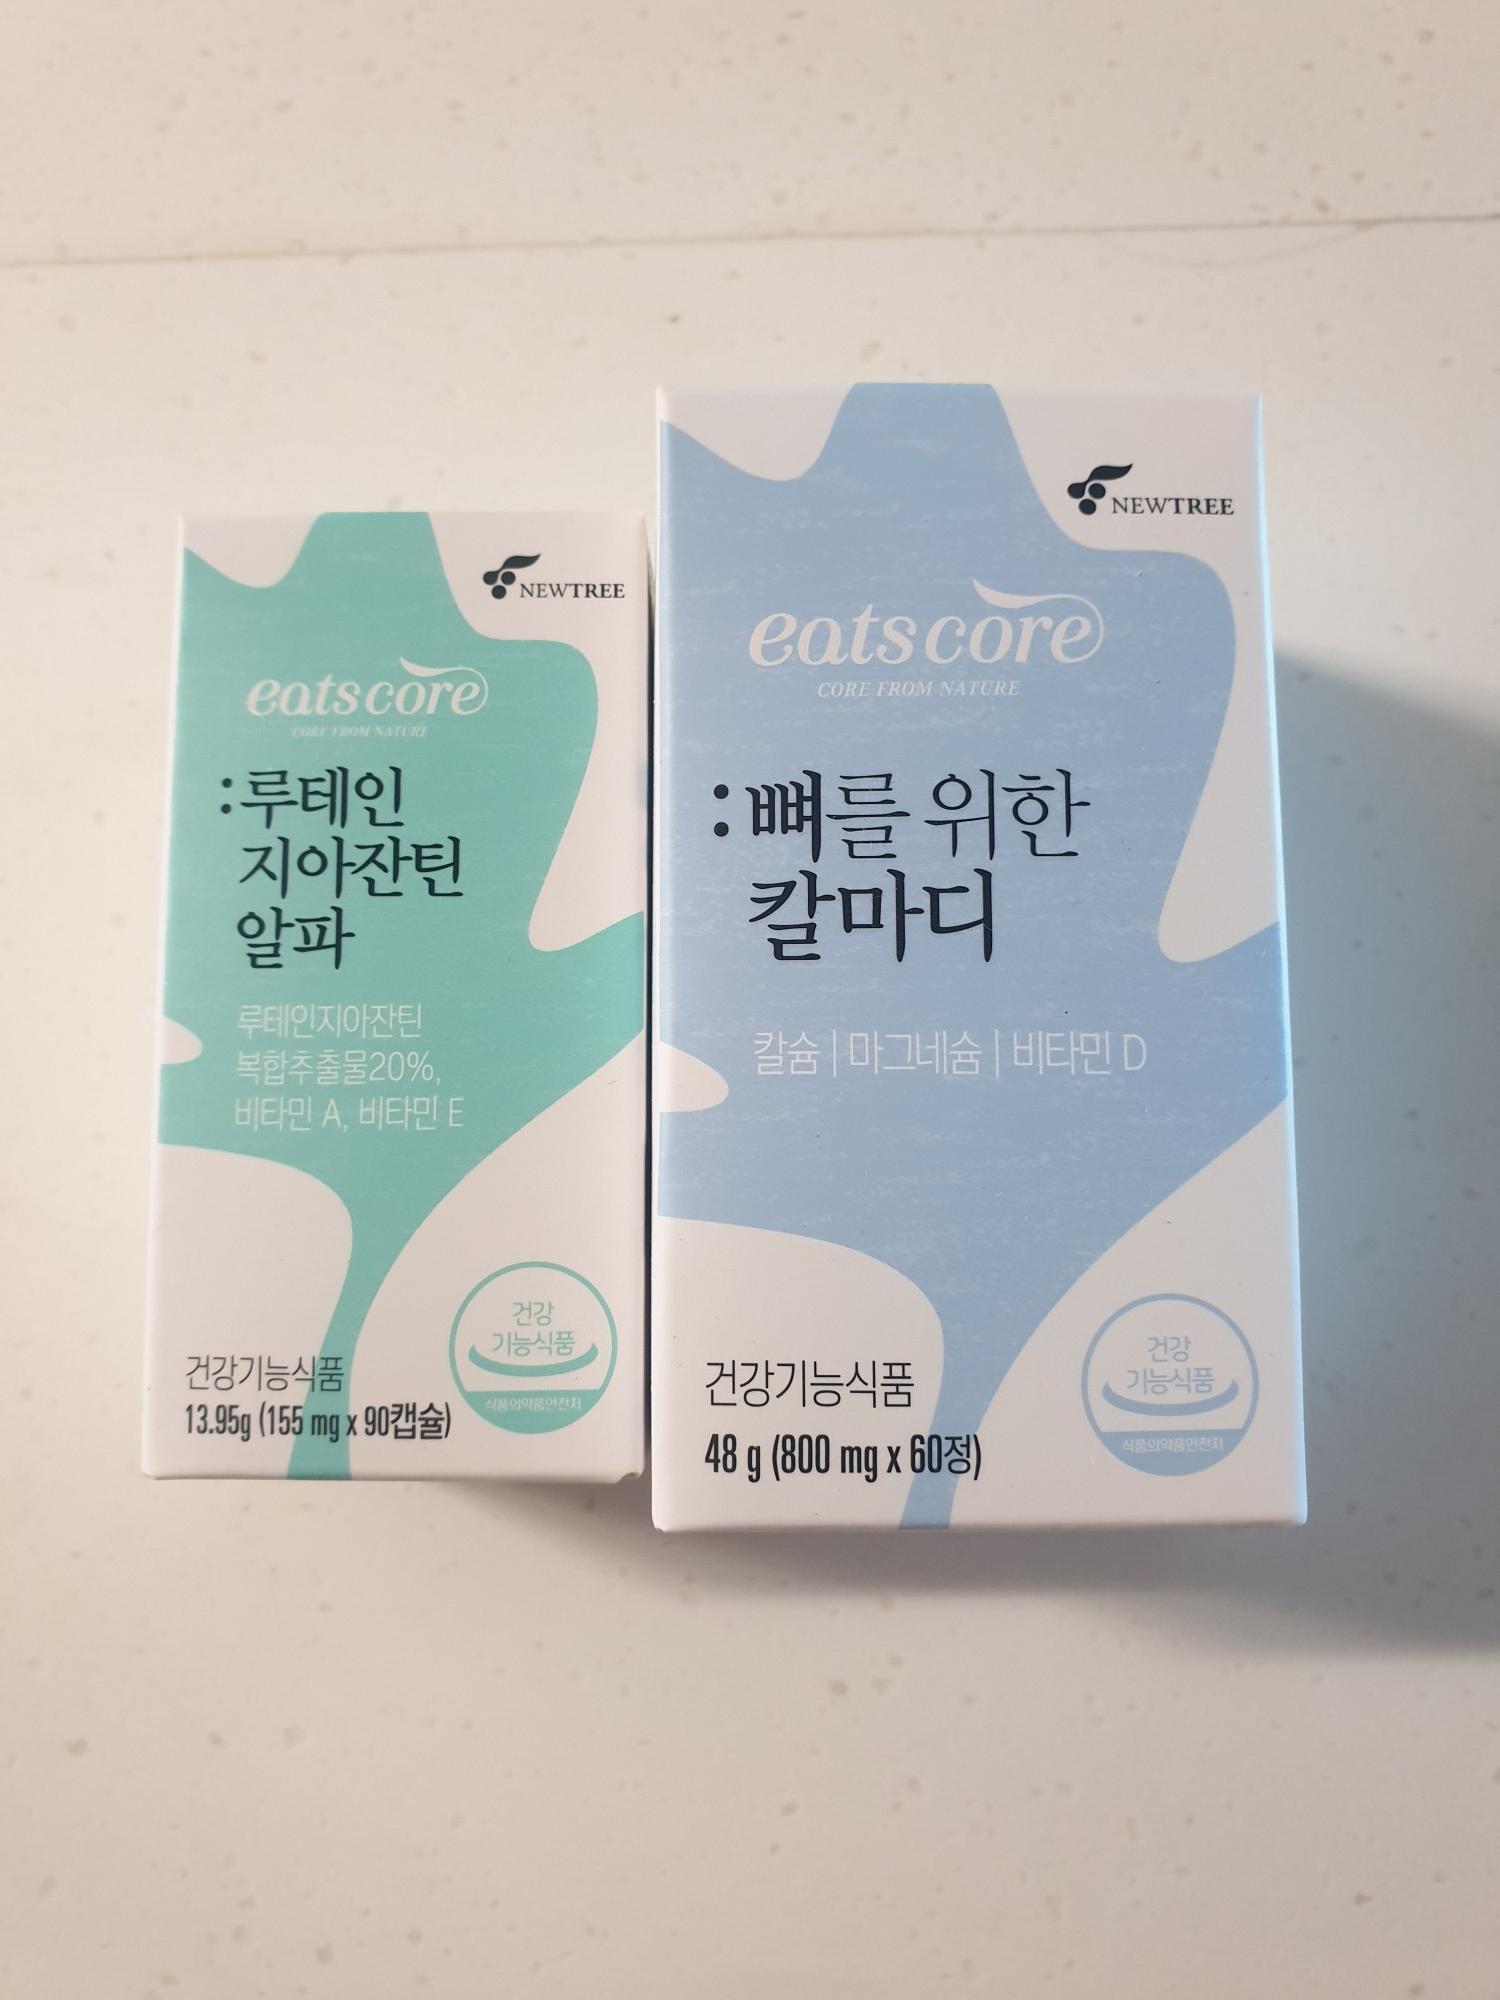 NEWTREE
eatscore
CORE FROM NATURE
:루테인
지아잔틴
알파
루테인지아잔틴
복합추출물20%,
비타민 A, 비타민 E
건강
기능식품
식품의약품안전처
건강기능식품
13.95g (155 mg x 90캡슐)
NEWTREE
eatscore
CORE FROM NATURE
:뼈를 위한
칼마디
칼슘 | 마그네슘 | 비타민 D
건강
기능식품
식품의약품안전처
건강기능식품
48 g (800 mg x 60정)